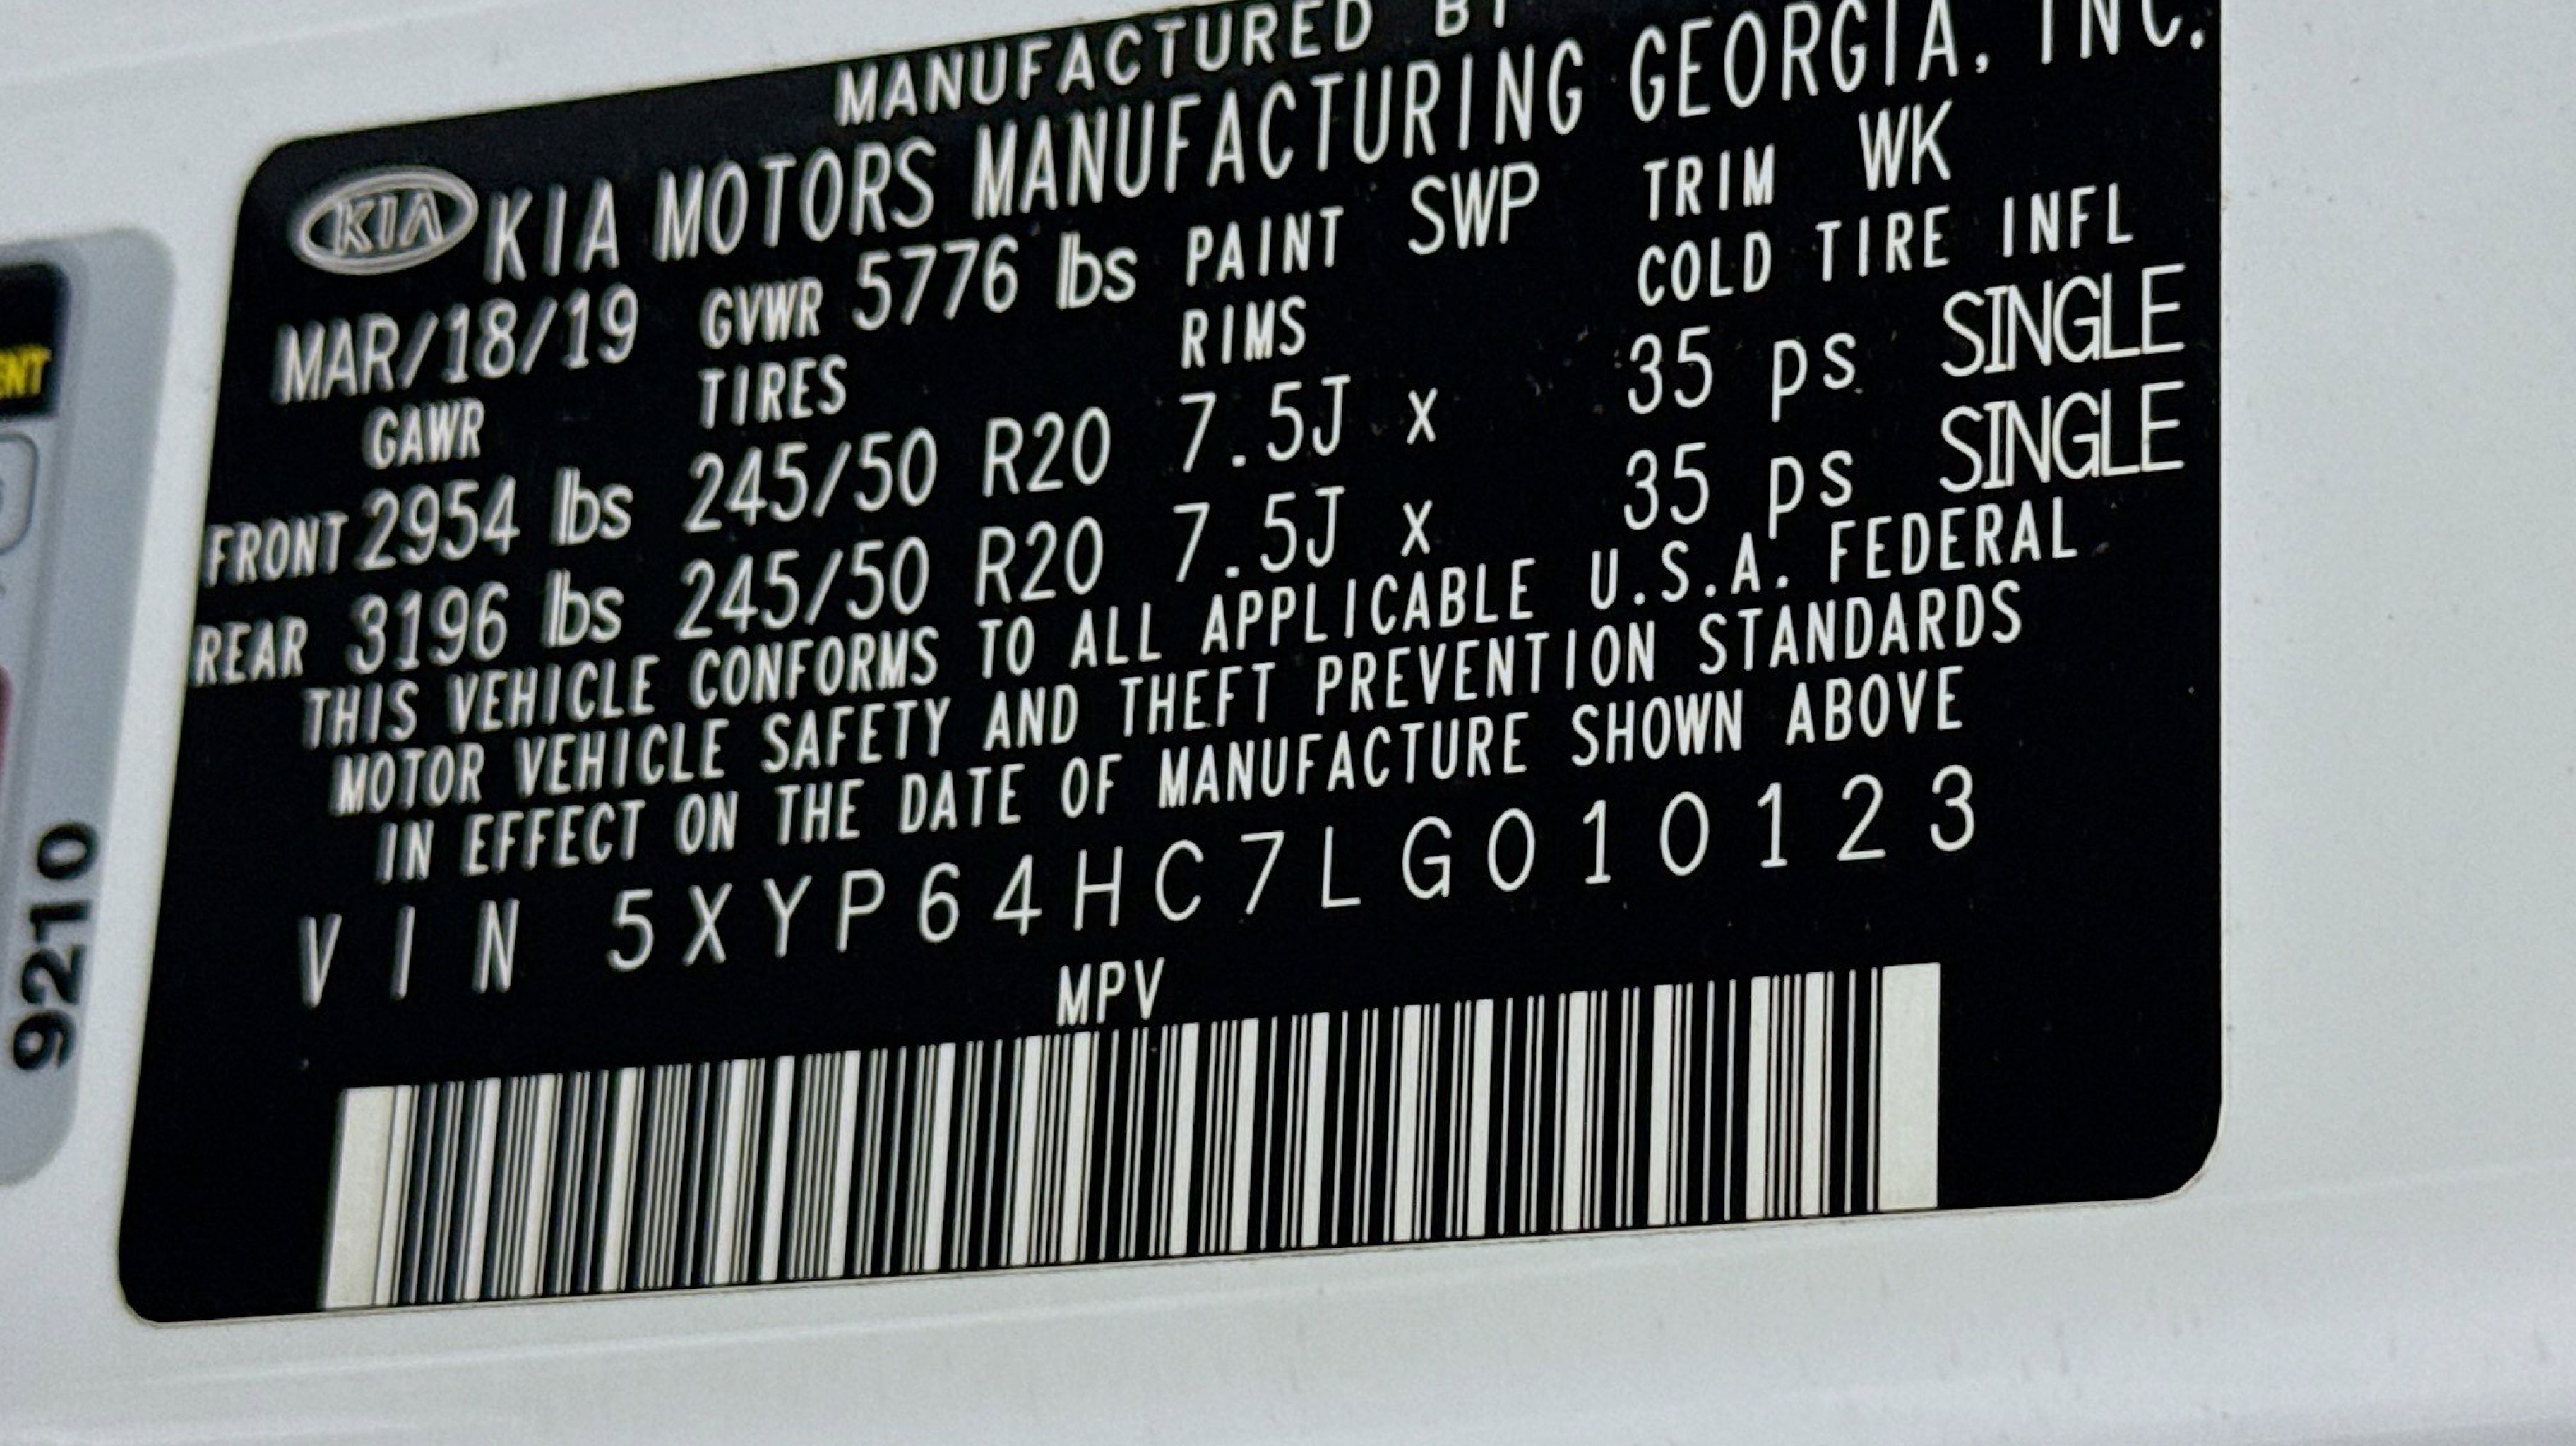 MANUFACTURED BY
KIA KIA MOTORS MANUFACTURING GEORGIA, INC.
MAR/18/19 GVWR 5776 lbs PAINT SWP TRIM WK
GAWR TIRES RIMS COLD TIRE INFL
FRONT 2954 lbs 245/50 R20 7.5J x 35 ps SINGLE
REAR 3196 lbs 245/50 R20 7.5J x 35 ps SINGLE
THIS VEHICLE CONFORMS TO ALL APPLICABLE U.S.A. FEDERAL
MOTOR VEHICLE SAFETY AND THEFT PREVENTION STANDARDS
IN EFFECT ON THE DATE OF MANUFACTURE SHOWN ABOVE
VIN 5XYP64HC7LG010123
MPV
9210